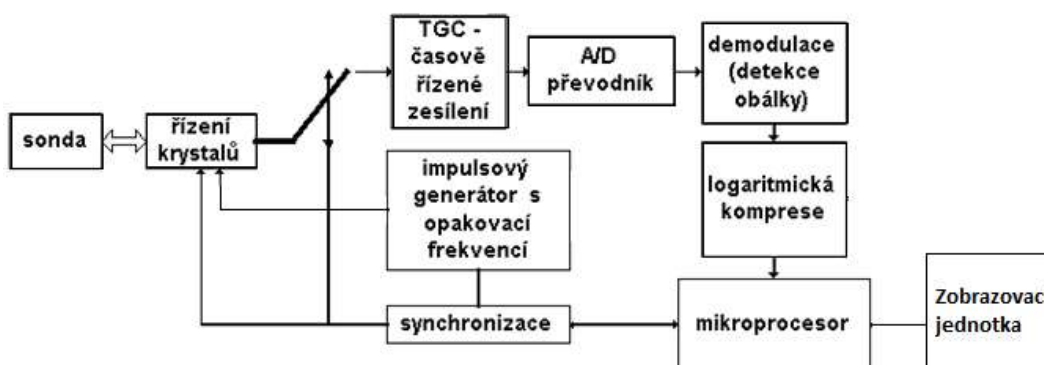 TGC -
časově
řízené
zesílení
A/D
převodník
demodulace
(detekce
obálky)
sonda
řízení
krystalů
impulsový
generátor s
opakovací
frekvencí
logaritmická
komprese
synchronizace
mikroprocesor
Zobrazovac
jednotka